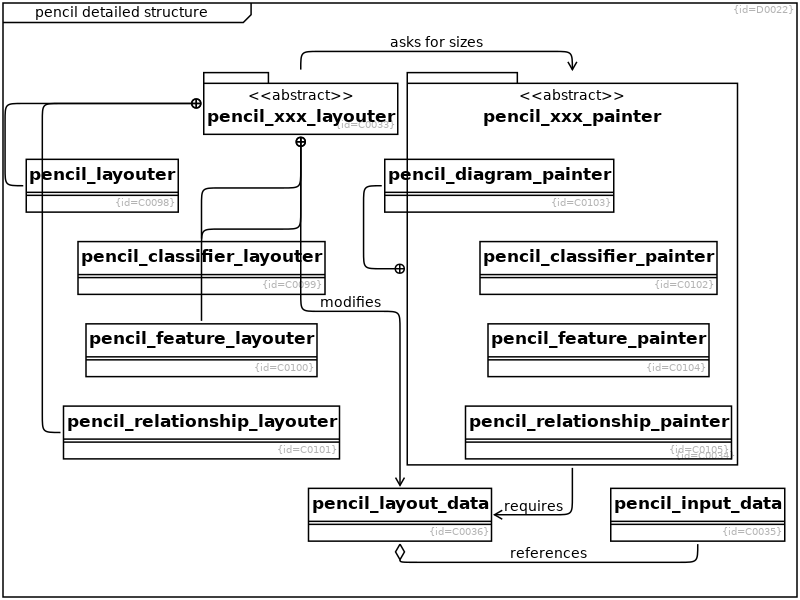 pencil detailed structure
{id=D0022}
asks for sizes
<<abstract>>
pencil_xxx_layouter
{id=C0033}
<<abstract>>
pencil_xxx_painter
pencil_layouter
{id=C0098}
pencil_diagram_painter
{id=C0103}
pencil_classifier_layouter
{id=C0099}
pencil_classifier_painter
{id=C0102}
modifies
pencil_feature_layouter
{id=C0100}
pencil_feature_painter
{id=C0104}
pencil_relationship_layouter
{id=C0101}
pencil_relationship_painter
{id=C0105}
{id=C0034}
pencil_layout_data
{id=C0036}
requires
pencil_input_data
{id=C0035}
references